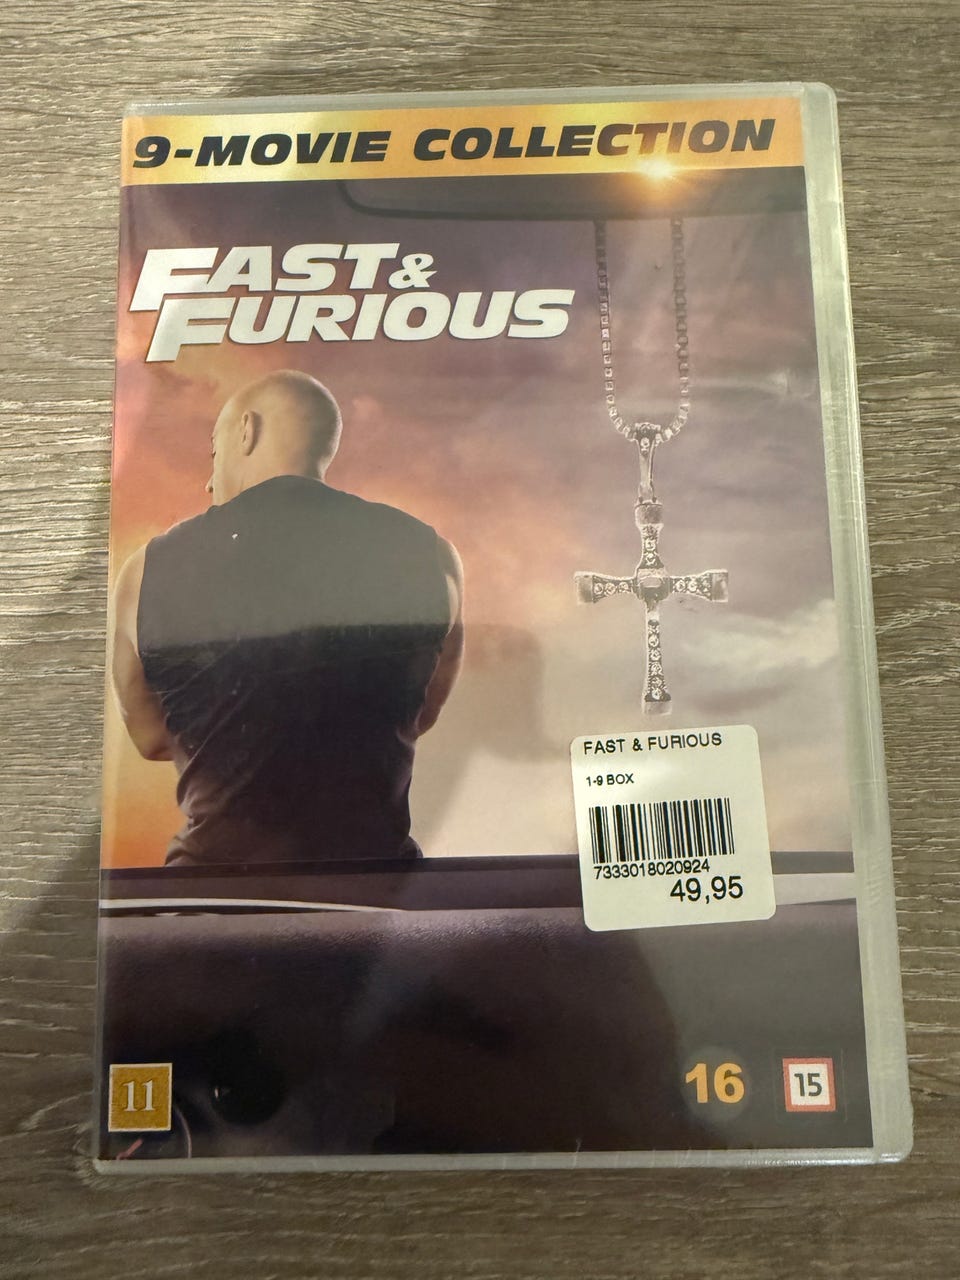 9-MOVIE COLLECTION
FAST &
FURIOUS
FAST & FURIOUS
1-9 BOX
7333018020924
49,95
11
16
15